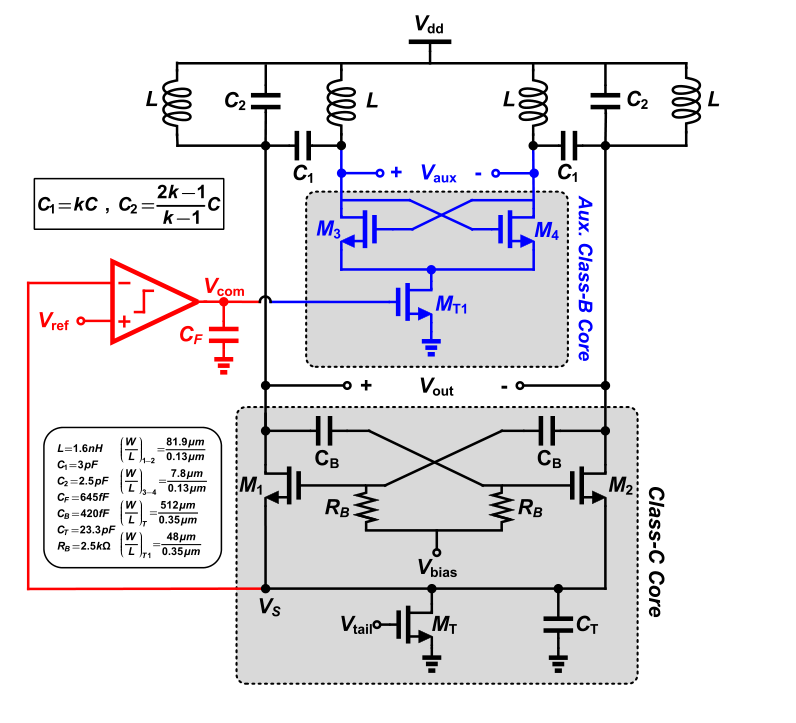 Vdd
L
C2
L
L
C2
L
C1
+ Vaux -
C1
C1=kC , C2=2k-1/k-1 C
M3
M4
Aux. Class-B Core
Vcom
-
Vref
+
MT1
CF
+ Vout -
L=1.6nH
C1=3pF
C2=2.5pF
CF=645fF
CB=420fF
CT=23.3pF
RB=2.5kΩ
(W/L)1-2=81.9μm/0.13μm
(W/L)3-4=7.8μm/0.13μm
(W/L)T=512μm/0.35μm
(W/L)T1=48μm/0.35μm
CB
CB
M1
M2
RB
RB
Vbias
Class-C Core
VS
Vtail
MT
CT